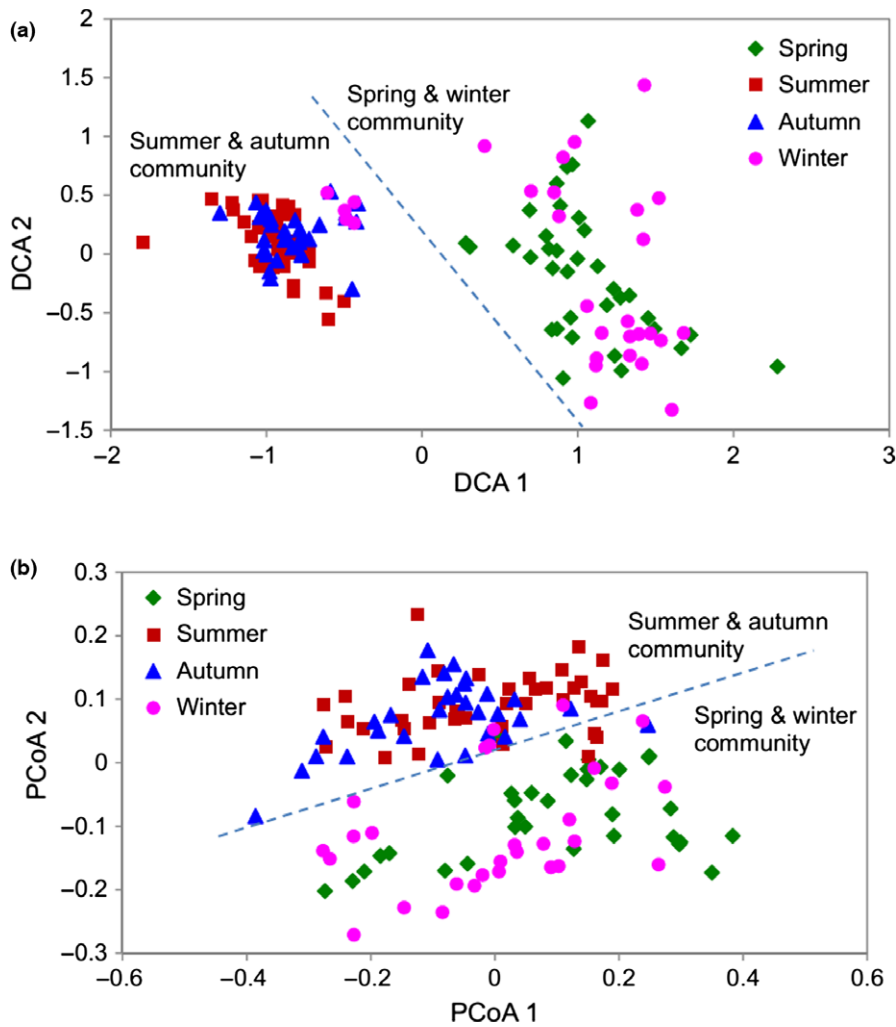 (a)
2
1.5
1
0.5
0
−0.5
−1
−1.5
−2
−1
0
1
2
3
DCA 2
DCA 1
Spring & winter
community
Summer & autumn
community
Spring
Summer
Autumn
Winter
(b)
0.3
0.2
0.1
0
−0.1
−0.2
−0.3
−0.6
−0.4
−0.2
0
0.2
0.4
0.6
PCoA 2
PCoA 1
Spring
Summer
Autumn
Winter
Summer & autumn
community
Spring & winter
community